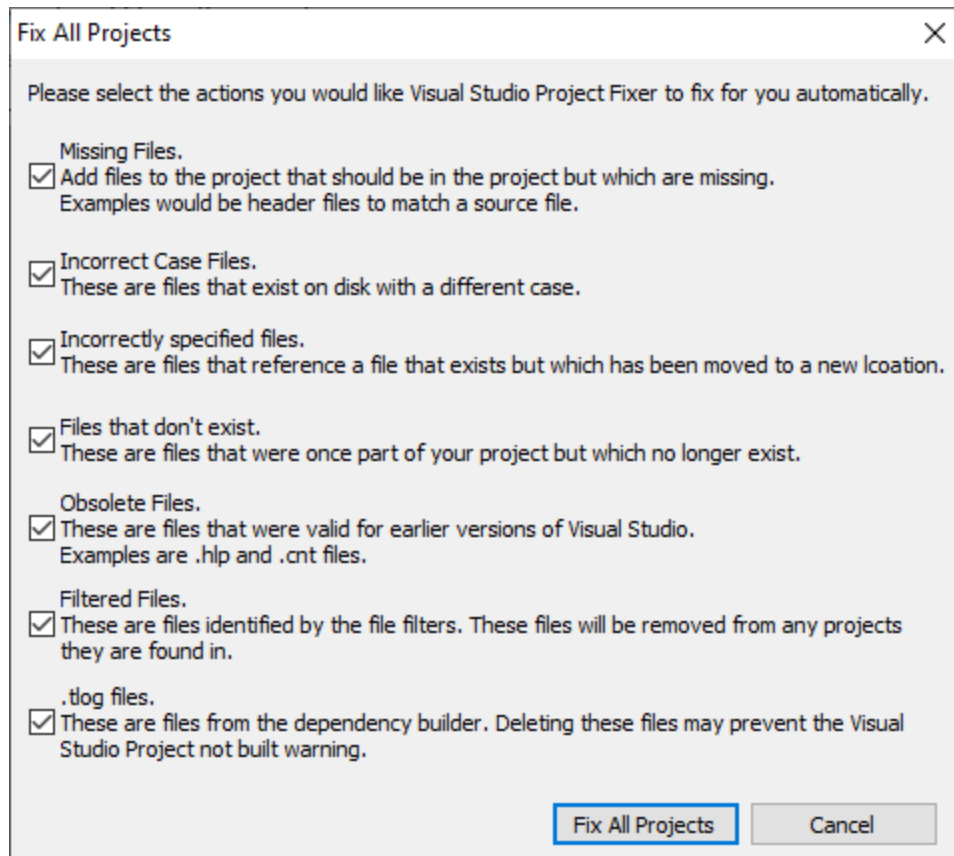 Fix All Projects
Please select the actions you would like Visual Studio Project Fixer to fix for you automatically.
Missing Files.
Add files to the project that should be in the project but which are missing.
Examples would be header files to match a source file.
Incorrect Case Files.
These are files that exist on disk with a different case.
Incorrectly specified files.
These are files that reference a file that exists but which has been moved to a new lcoation.
Files that don't exist.
These are files that were once part of your project but which no longer exist.
Obsolete Files.
These are files that were valid for earlier versions of Visual Studio.
Examples are .hlp and .cnt files.
Filtered Files.
These are files identified by the file filters. These files will be removed from any projects
they are found in.
.tlog files.
These are files from the dependency builder. Deleting these files may prevent the Visual
Studio Project not built warning.
Fix All Projects
Cancel